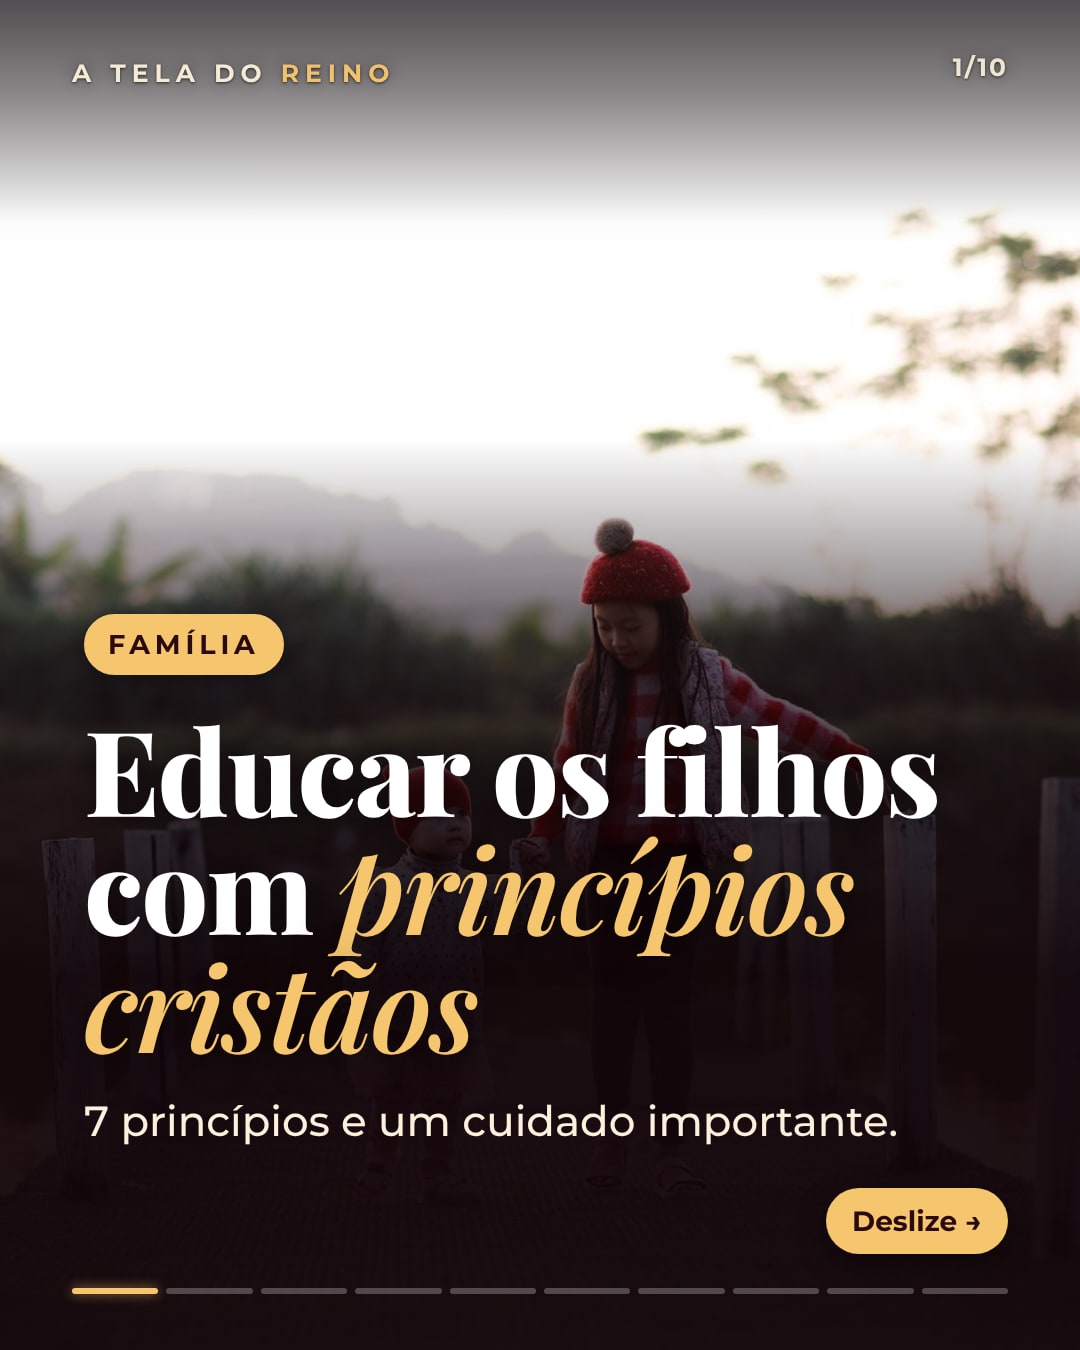 A TELA DO REINO
1/10
FAMÍLIA
Educar os filhos
com princípios
cristãos
7 princípios e um cuidado importante.
Deslize →